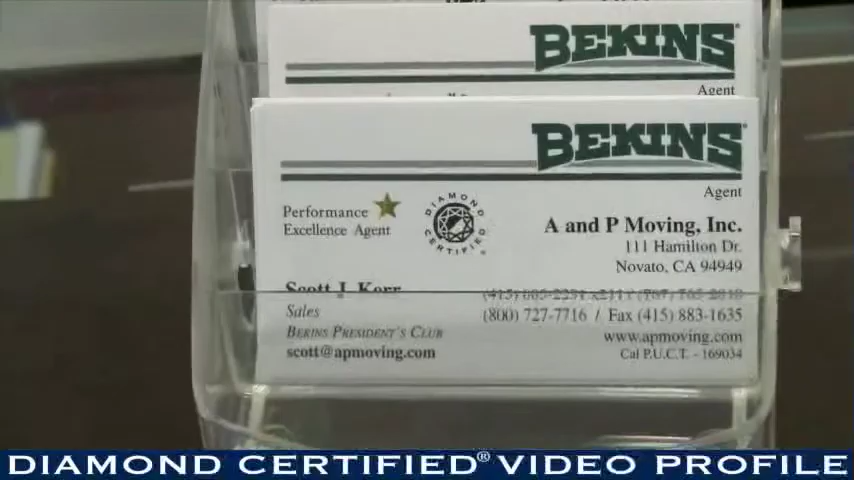 BEKINS
Agent
BEKINS
Agent
Performance
Excellence Agent
DIAMOND CERTIFIED
A and P Moving, Inc.
111 Hamilton Dr.
Novato, CA 94949
Scott J. Kerr
Sales
BEKINS PRESIDENT'S CLUB
scott@apmoving.com
(800) 727-7716 / Fax (415) 883-1635
www.apmoving.com
Cal P.U.C.T. - 169034
DIAMOND CERTIFIED® VIDEO PROFILE